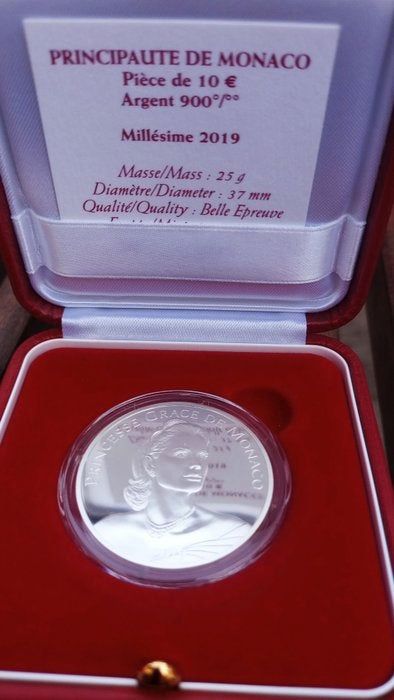 PRINCIPAUTE DE MONACO
Pièce de 10 €
Argent 900°/°°
Millésime 2019
Masse/Mass : 25 g
Diamètre/Diameter : 37 mm
Qualité/Quality : Belle Epreuve
PRINCESSE GRACE DE MONACO